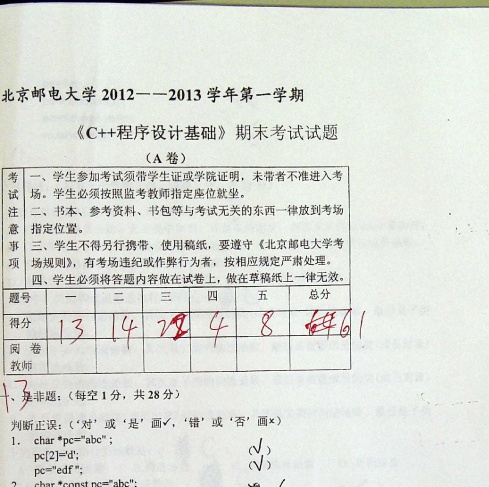 北京邮电大学 2012——2013 学年第一学期
《C++程序设计基础》期末考试试题
（A 卷）
考试注意事项
一、学生参加考试须带学生证或学院证明，未带者不准进入考
场。学生必须按照监考教师指定座位就坐。
二、书本、参考资料、书包等与考试无关的东西一律放到考场
指定位置。
三、学生不得另行携带、使用稿纸，要遵守《北京邮电大学考
场规则》，有考场违纪或作弊行为者，按相应规定严肃处理。
四、学生必须将答题内容做在试卷上，做在草稿纸上一律无效。
题号 一 二 三 四 五 总分
得分 13 14 22 4 8 61
阅卷教师
+13
一、是非题：（每空 1 分，共 28 分）
判断正误：（‘对’或‘是’画✓，‘错’或‘否’画×）
1. char *pc="abc" ;
pc[2]='d'; (✓)
pc="edf"; (✓)
2. char *const pc="abc";